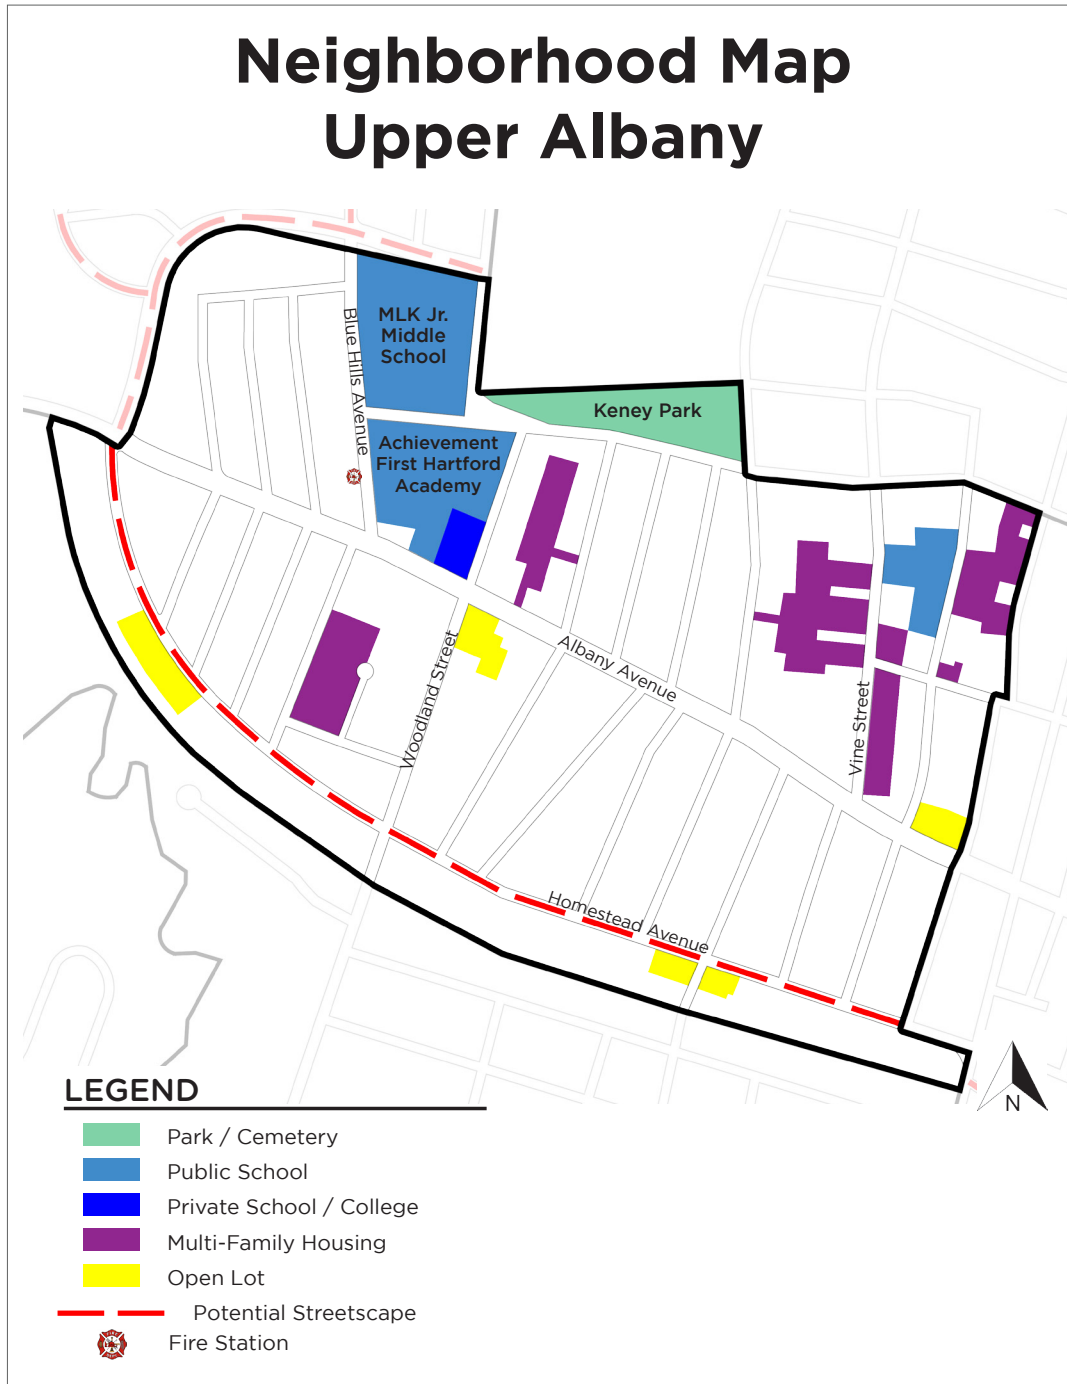 Neighborhood Map
Upper Albany
MLK Jr.
Middle
School
Blue Hills Avenue
Keney Park
Achievement
First Hartford
Academy
Albany Avenue
Woodland Street
Vine Street
Homestead Avenue
N
LEGEND
Park / Cemetery
Public School
Private School / College
Multi-Family Housing
Open Lot
Potential Streetscape
Fire Station